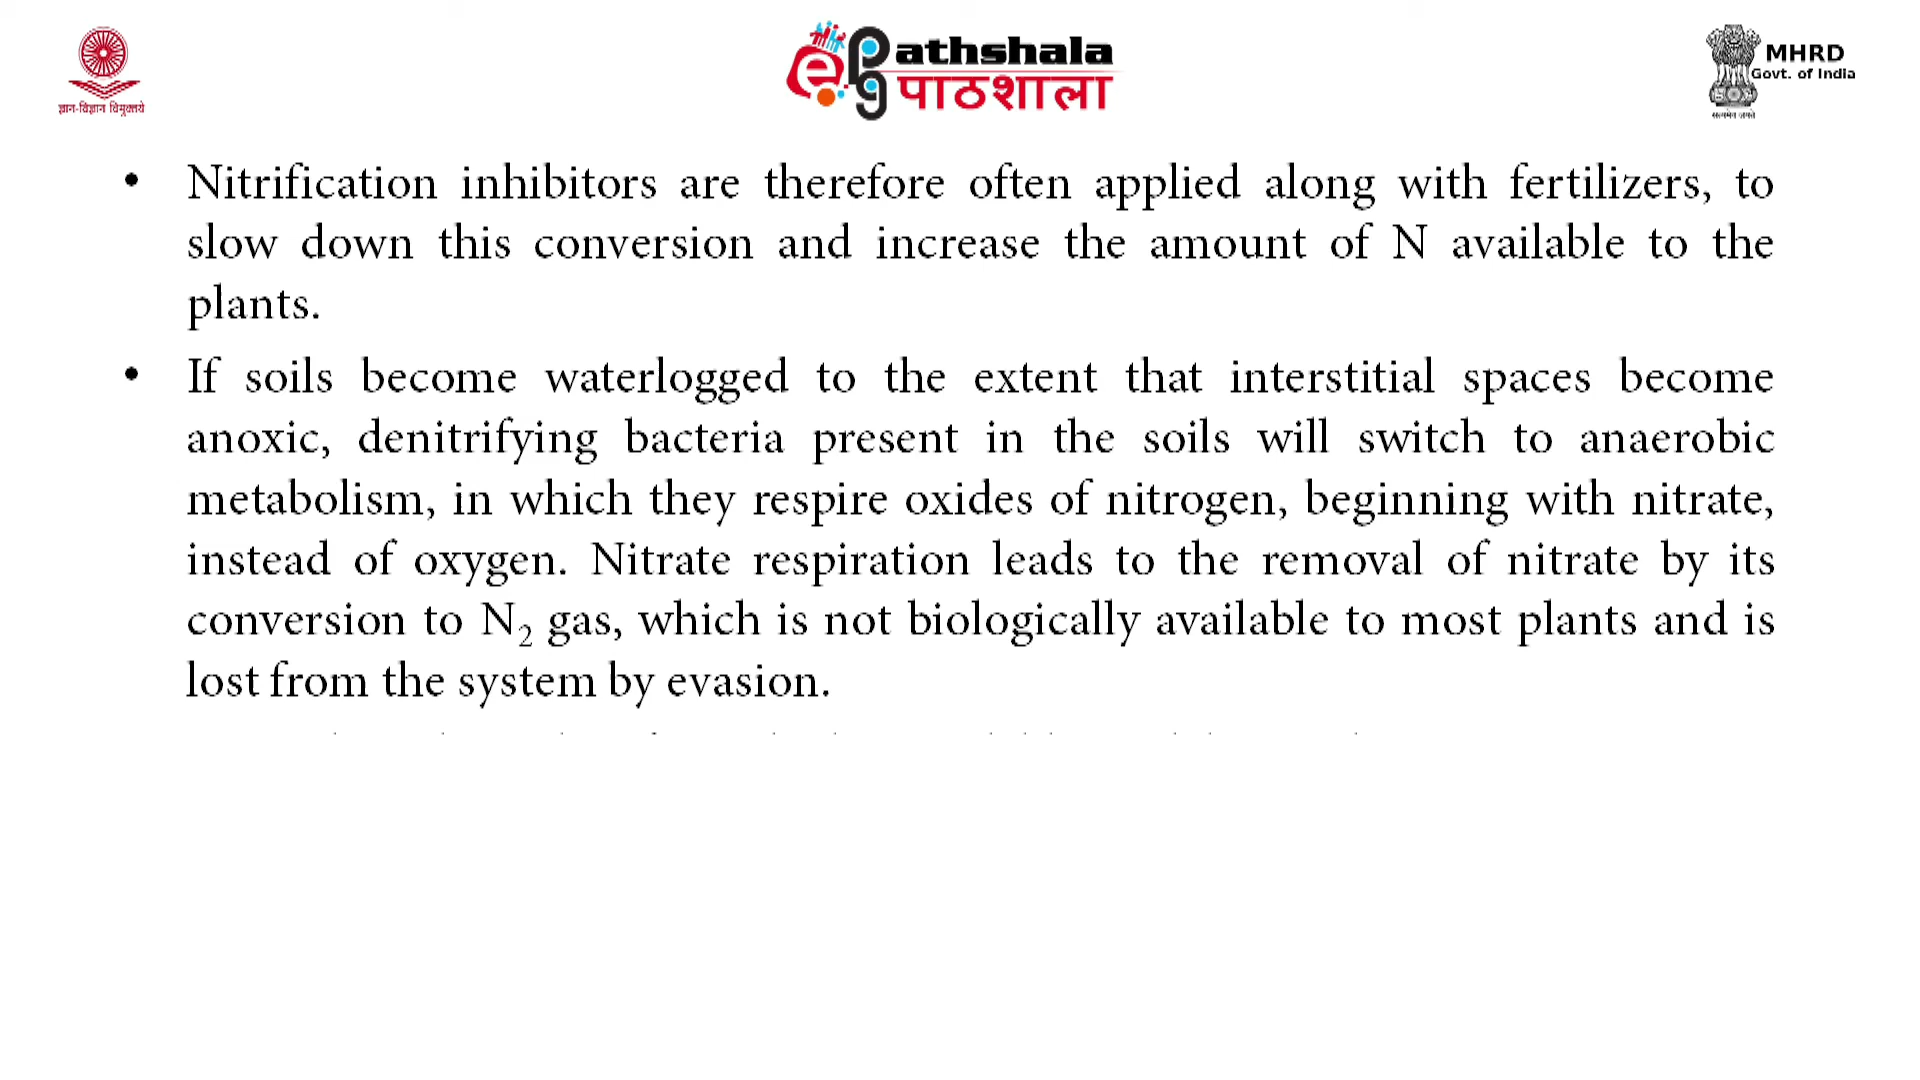 ज्ञान-विज्ञान विमुक्तये
e pg athshala
पाठशाला
MHRD
Govt. of India
सत्यमेव जयते
• Nitrification inhibitors are therefore often applied along with fertilizers, to
slow down this conversion and increase the amount of N available to the
plants.
• If soils become waterlogged to the extent that interstitial spaces become
anoxic, denitrifying bacteria present in the soils will switch to anaerobic
metabolism, in which they respire oxides of nitrogen, beginning with nitrate,
instead of oxygen. Nitrate respiration leads to the removal of nitrate by its
conversion to N₂ gas, which is not biologically available to most plants and is
lost from the system by evasion.